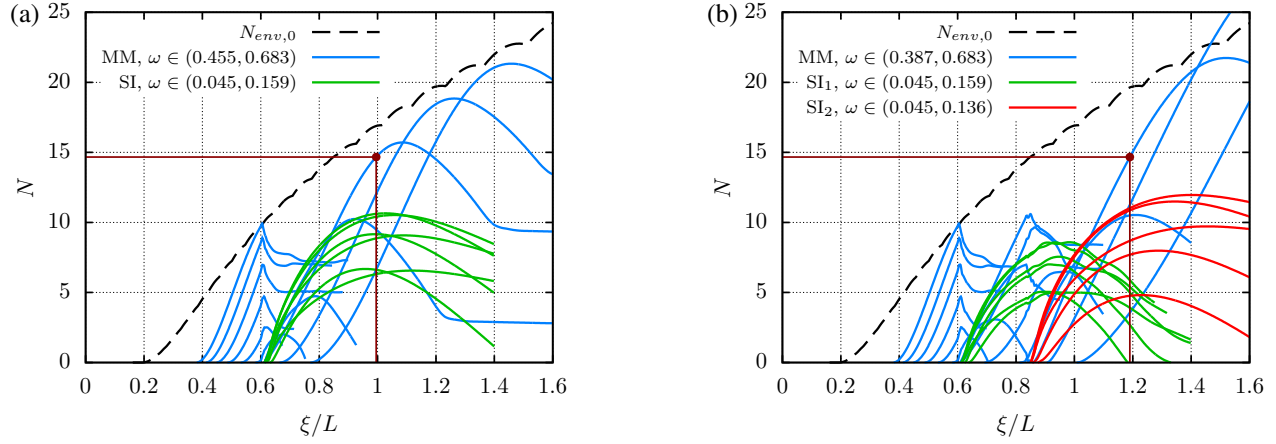 (a)
N_{env,0}
MM, ω ∈ (0.455, 0.683)
SI, ω ∈ (0.045, 0.159)
N
25
20
15
10
5
0
0 0.2 0.4 0.6 0.8 1 1.2 1.4 1.6
ξ/L
(b)
N_{env,0}
MM, ω ∈ (0.387, 0.683)
SI₁, ω ∈ (0.045, 0.159)
SI₂, ω ∈ (0.045, 0.136)
N
25
20
15
10
5
0
0 0.2 0.4 0.6 0.8 1 1.2 1.4 1.6
ξ/L